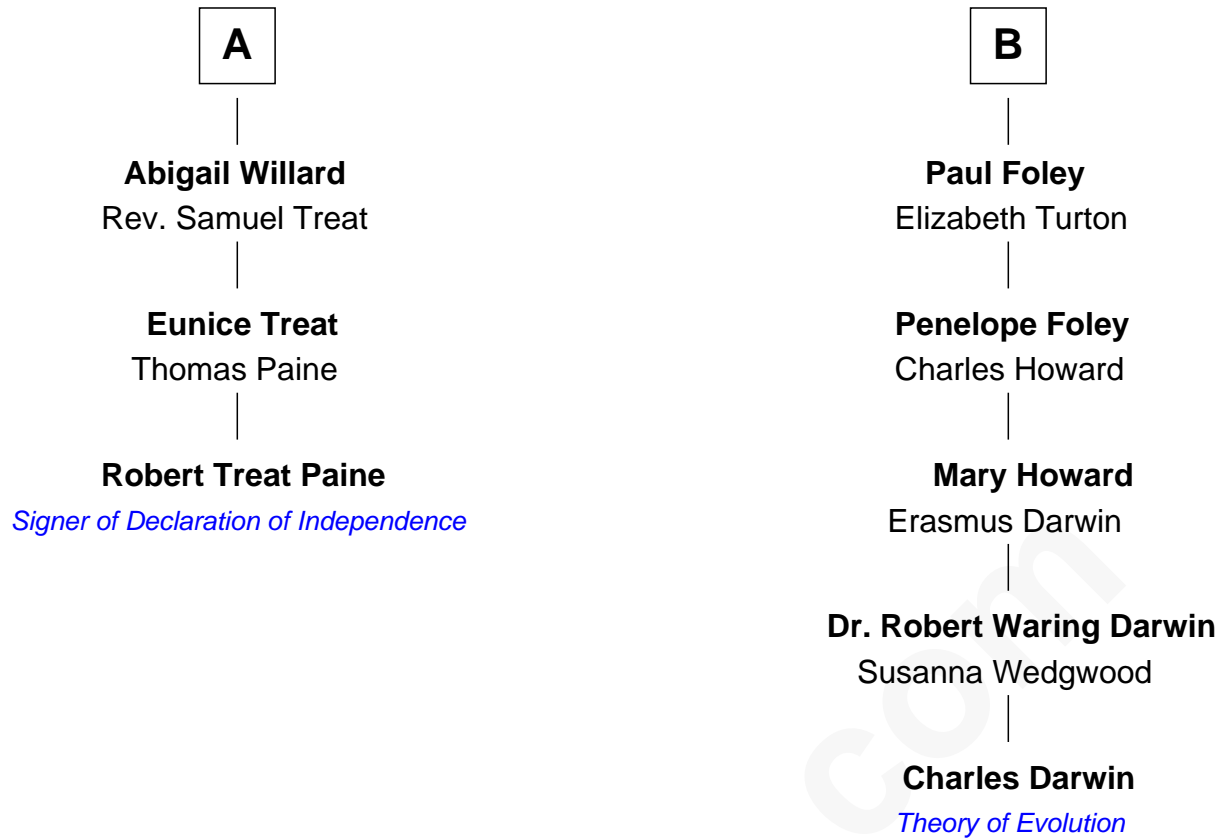 A
Abigail Willard
Rev. Samuel Treat
Eunice Treat
Thomas Paine
Robert Treat Paine
Signer of Declaration of Independence
B
Paul Foley
Elizabeth Turton
Penelope Foley
Charles Howard
Mary Howard
Erasmus Darwin
Dr. Robert Waring Darwin
Susanna Wedgwood
Charles Darwin
Theory of Evolution
com